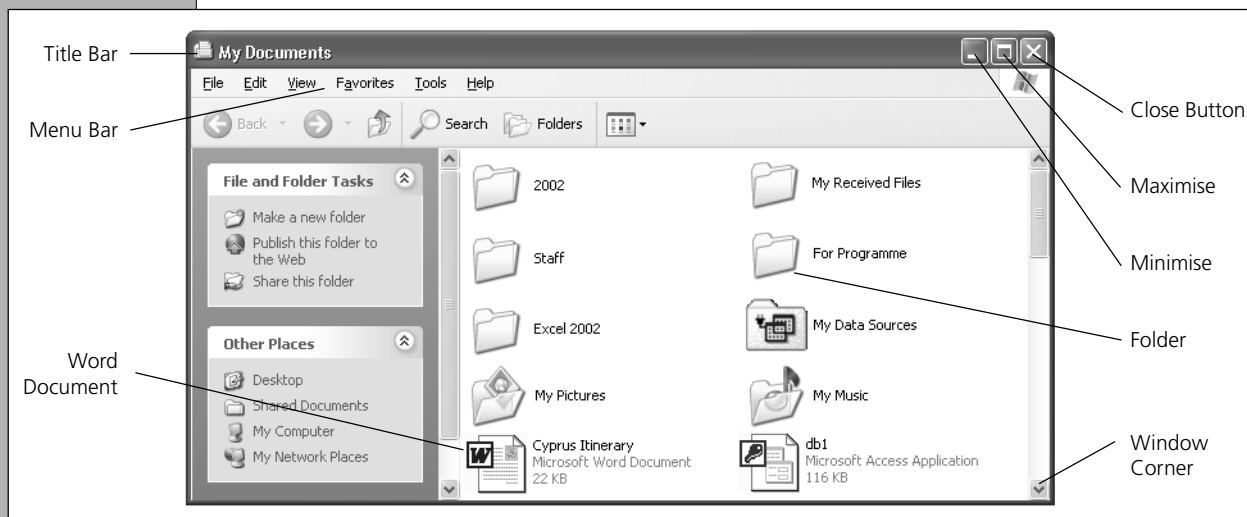 Title Bar
My Documents
File Edit View Favorites Tools Help
Menu Bar
Back Search Folders
Close Button
Maximise
Minimise
Folder
Window
Corner
Word
Document
File and Folder Tasks
Make a new folder
Publish this folder to
the Web
Share this folder
Other Places
Desktop
Shared Documents
My Computer
My Network Places
2002
My Received Files
Staff
For Programme
Excel 2002
My Data Sources
My Pictures
My Music
Cyprus Itinerary
Microsoft Word Document
22 KB
db1
Microsoft Access Application
116 KB